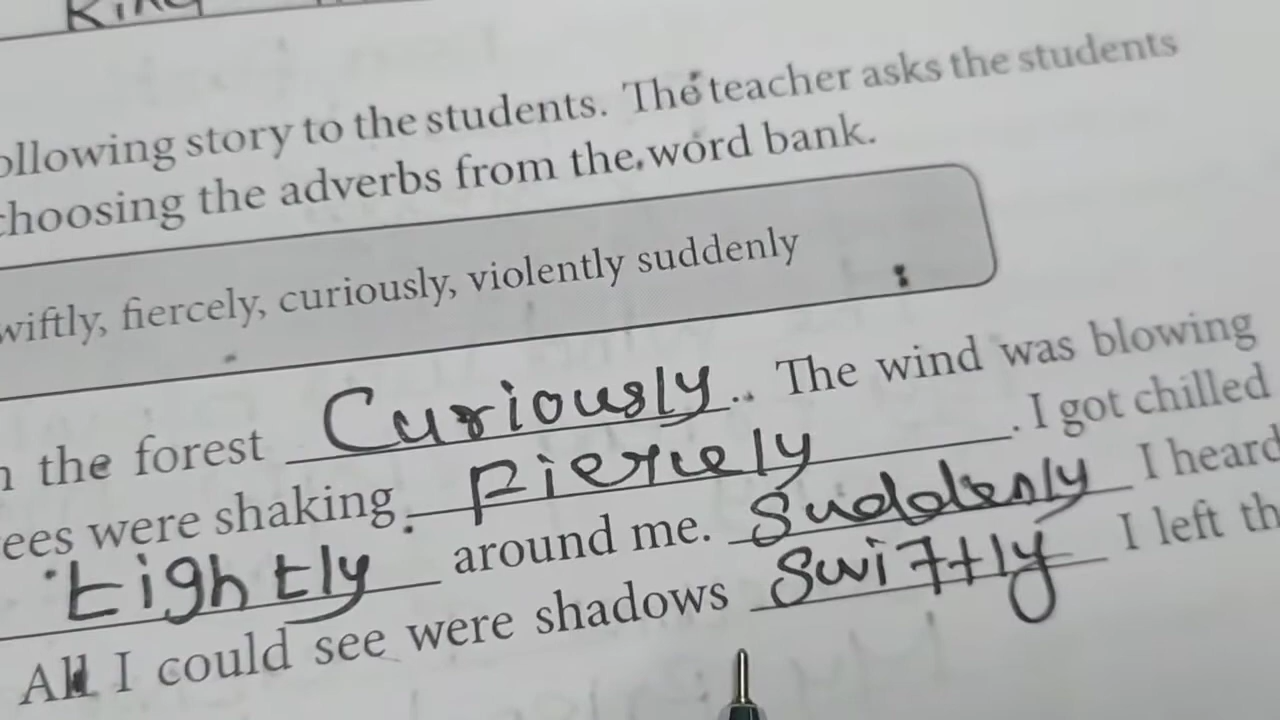 King
ollowing story to the students. The teacher asks the students
choosing the adverbs from the word bank.
wiftly, fiercely, curiously, violently suddenly
n the forest Curiously.. The wind was blowing
ees were shaking. Fiercely. I got chilled
tightly around me. Suddenly I heard
All I could see were shadows Swiftly I left th